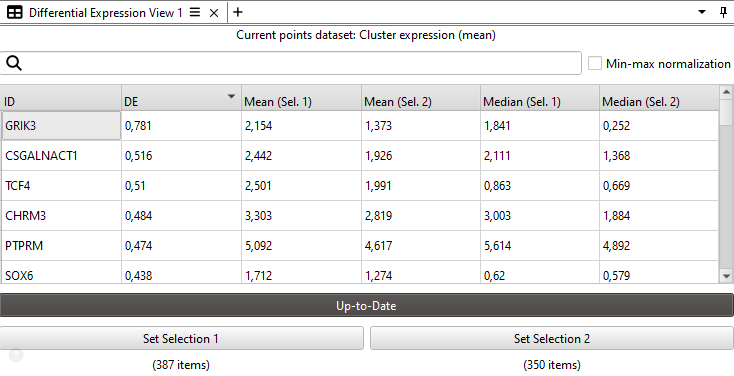 Differential Expression View 1
Current points dataset: Cluster expression (mean)
Min-max normalization
ID DE Mean (Sel. 1) Mean (Sel. 2) Median (Sel. 1) Median (Sel. 2)
GRIK3 0,781 2,154 1,373 1,841 0,252
CSGALNACT1 0,516 2,442 1,926 2,111 1,368
TCF4 0,51 2,501 1,991 0,863 0,669
CHRM3 0,484 3,303 2,819 3,003 1,884
PTPRM 0,474 5,092 4,617 5,614 4,892
SOX6 0,438 1,712 1,274 0,62 0,579
Up-to-Date
Set Selection 1 Set Selection 2
(387 items) (350 items)